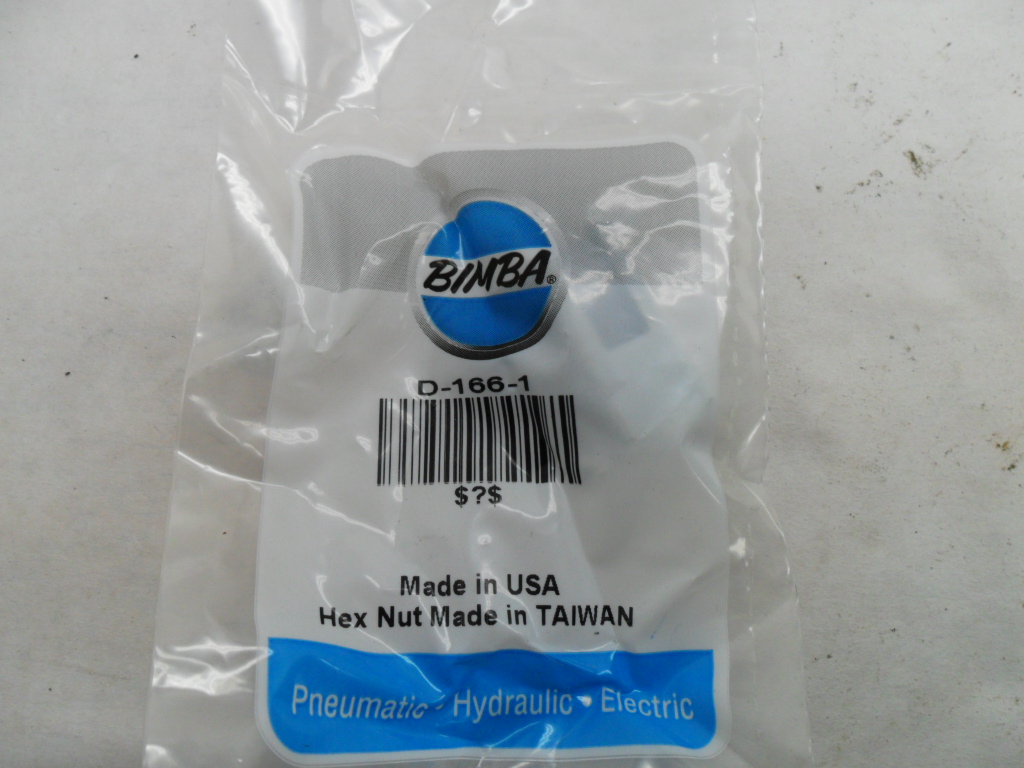 BIMBA®
D-166-1
$?$
Made in USA
Hex Nut Made in TAIWAN
Pneumatic • Hydraulic • Electric